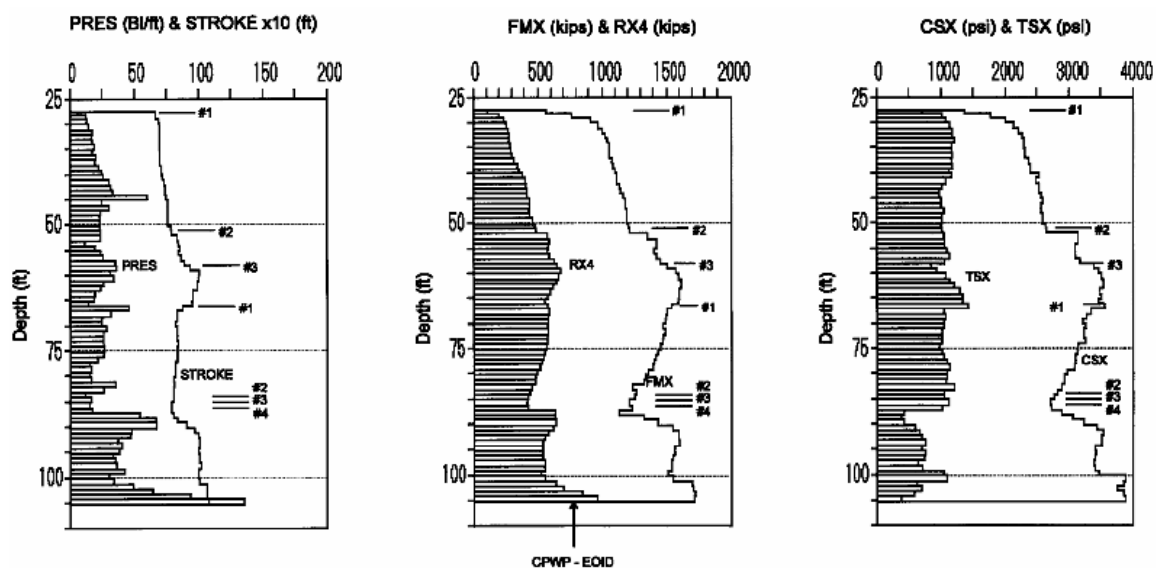 PRES (Bl/ft) & STROKE x10 (ft)
0 50 100 150 200
25
50
75
100
Depth (ft)
#1
#2
PRES
#3
#1
STROKE
#2
#3
#4
FMX (kips) & RX4 (kips)
0 500 1000 1500 2000
25
50
75
100
Depth (ft)
#1
#2
RX4
#3
#1
FMX
#2
#3
#4
CPWP - EOID
CSX (psi) & TSX (psi)
0 1000 2000 3000 4000
25
50
75
100
Depth (ft)
#1
#2
#3
TSX
#1
CSX
#2
#3
#4